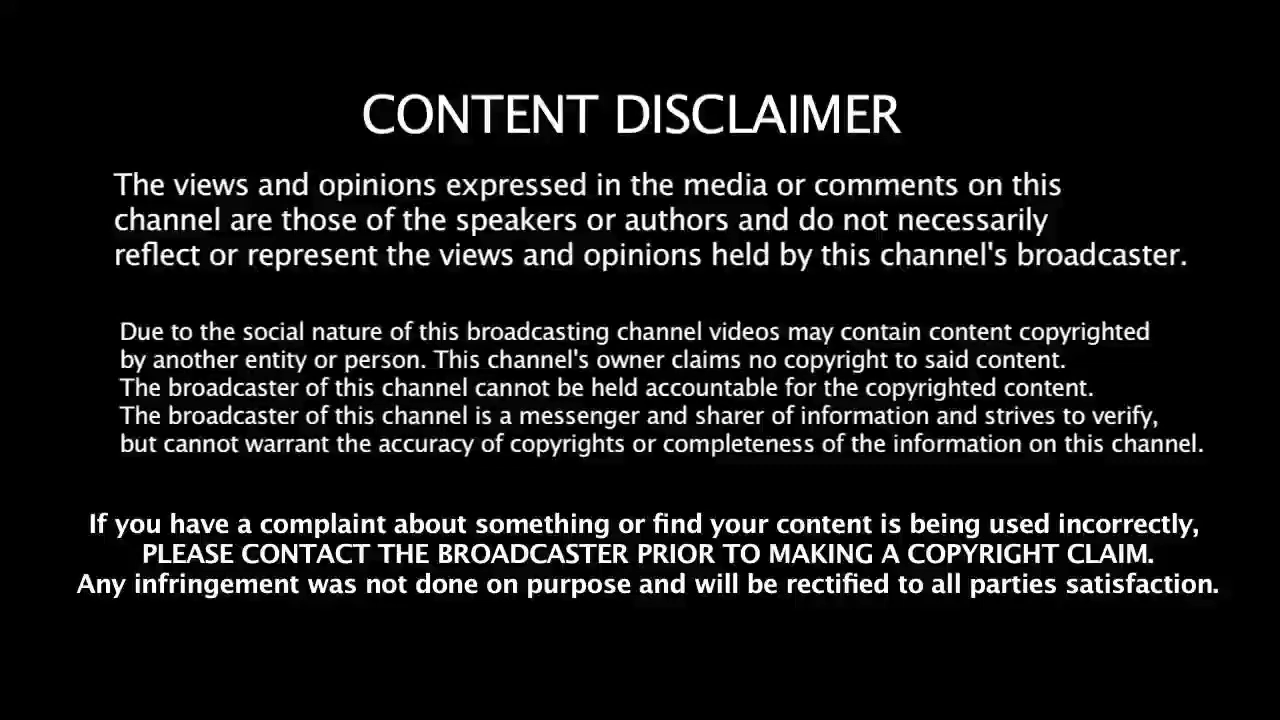 CONTENT DISCLAIMER
The views and opinions expressed in the media or comments on this
channel are those of the speakers or authors and do not necessarily
reflect or represent the views and opinions held by this channel's broadcaster.
Due to the social nature of this broadcasting channel videos may contain content copyrighted
by another entity or person. This channel's owner claims no copyright to said content.
The broadcaster of this channel cannot be held accountable for the copyrighted content.
The broadcaster of this channel is a messenger and sharer of information and strives to verify,
but cannot warrant the accuracy of copyrights or completeness of the information on this channel.
If you have a complaint about something or find your content is being used incorrectly,
PLEASE CONTACT THE BROADCASTER PRIOR TO MAKING A COPYRIGHT CLAIM.
Any infringement was not done on purpose and will be rectified to all parties satisfaction.